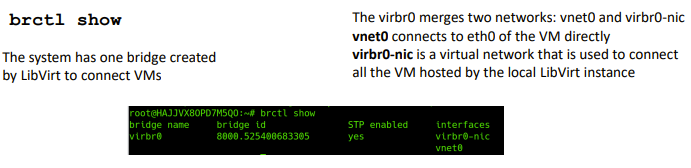 brctl show
The system has one bridge created
by LibVirt to connect VMs
The virbr0 merges two networks: vnet0 and virbr0-nic
vnet0 connects to eth0 of the VM directly
virbr0-nic is a virtual network that is used to connect
all the VM hosted by the local LibVirt instance
root@HAJJVX8OPD7M5QO:~# brctl show
bridge name bridge id STP enabled interfaces
virbr0 8000.525400683305 yes virbr0-nic
vnet0